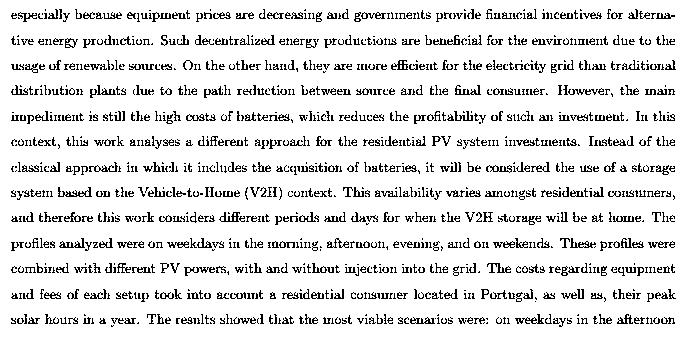 especially because equipment prices are decreasing and governments provide financial incentives for alterna-
tive energy production. Such decentralized energy productions are beneficial for the environment due to the
usage of renewable sources. On the other hand, they are more efficient for the electricity grid than traditional
distribution plants due to the path reduction between source and the final consumer. However, the main
impediment is still the high costs of batteries, which reduces the profitability of such an investment. In this
context, this work analyses a different approach for the residential PV system investments. Instead of the
classical approach in which it includes the acquisition of batteries, it will be considered the use of a storage
system based on the Vehicle-to-Home (V2H) context. This availability varies amongst residential consumers,
and therefore this work considers different periods and days for when the V2H storage will be at home. The
profiles analyzed were on weekdays in the morning, afternoon, evening, and on weekends. These profiles were
combined with different PV powers, with and without injection into the grid. The costs regarding equipment
and fees of each setup took into account a residential consumer located in Portugal, as well as, their peak
solar hours in a year. The results showed that the most viable scenarios were: on weekdays in the afternoon